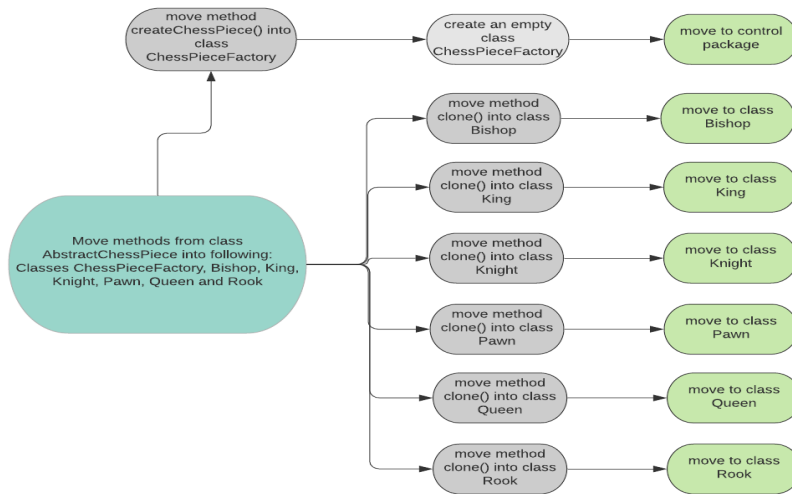 move method
createChessPiece() into
class
ChessPieceFactory
create an empty
class
ChessPieceFactory
move to control
package
move method
clone() into class
Bishop
move to class
Bishop
move method
clone() into class
King
move to class
King
Move methods from class
AbstractChessPiece into following:
Classes ChessPieceFactory, Bishop, King,
Knight, Pawn, Queen and Rook
move method
clone() into class
Knight
move to class
Knight
move method
clone() into class
Pawn
move to class
Pawn
move method
clone() into class
Queen
move to class
Queen
move method
clone() into class
Rook
move to class
Rook